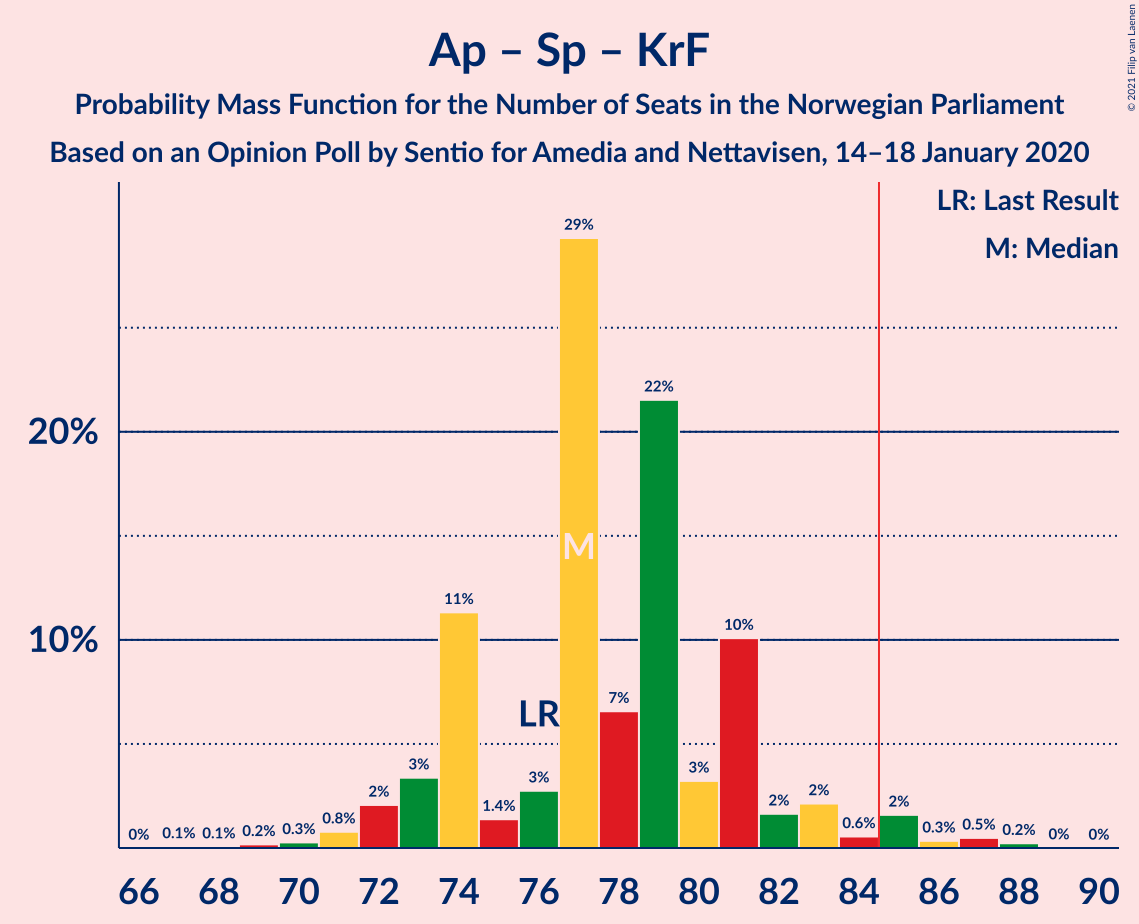 Ap – Sp – KrF
Probability Mass Function for the Number of Seats in the Norwegian Parliament
Based on an Opinion Poll by Sentio for Amedia and Nettavisen, 14–18 January 2020
© 2021 Filip van Laenen
LR: Last Result
M: Median
20%
10%
0% 0.1% 0.1% 0.2% 0.3% 0.8% 2% 3% 11% 1.4% 3% 29% 7% 22% 3% 10% 2% 2% 0.6% 2% 0.3% 0.5% 0.2% 0% 0%
LR
M
66 68 70 72 74 76 78 80 82 84 86 88 90